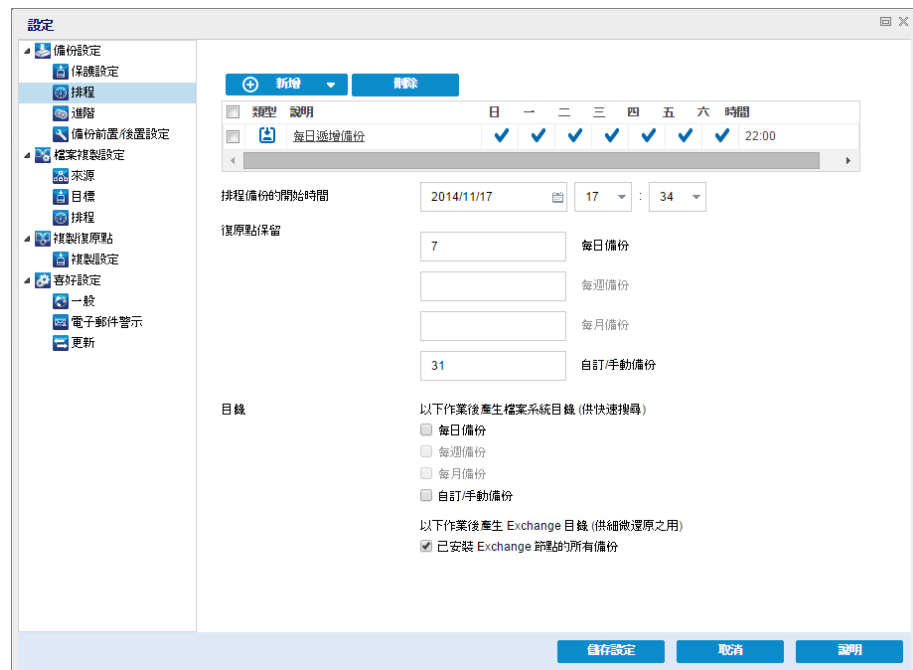 設定
備份設定
保護設定
排程
進階
備份前置/後置設定
檔案複製設定
來源
目標
排程
複製復原點
複製設定
喜好設定
一般
電子郵件警示
更新
新增 刪除
類型 說明 日 一 二 三 四 五 六 時間
每日遞增備份 22:00
排程備份的開始時間 2014/11/17 17 : 34
復原點保留
7 每日備份
每週備份
每月備份
31 自訂/手動備份
目錄 以下作業後產生檔案系統目錄 (供快速搜尋)
每日備份
每週備份
每月備份
自訂/手動備份
以下作業後產生 Exchange 目錄 (供細微還原之用)
已安裝 Exchange 節點的所有備份
儲存設定 取消 說明